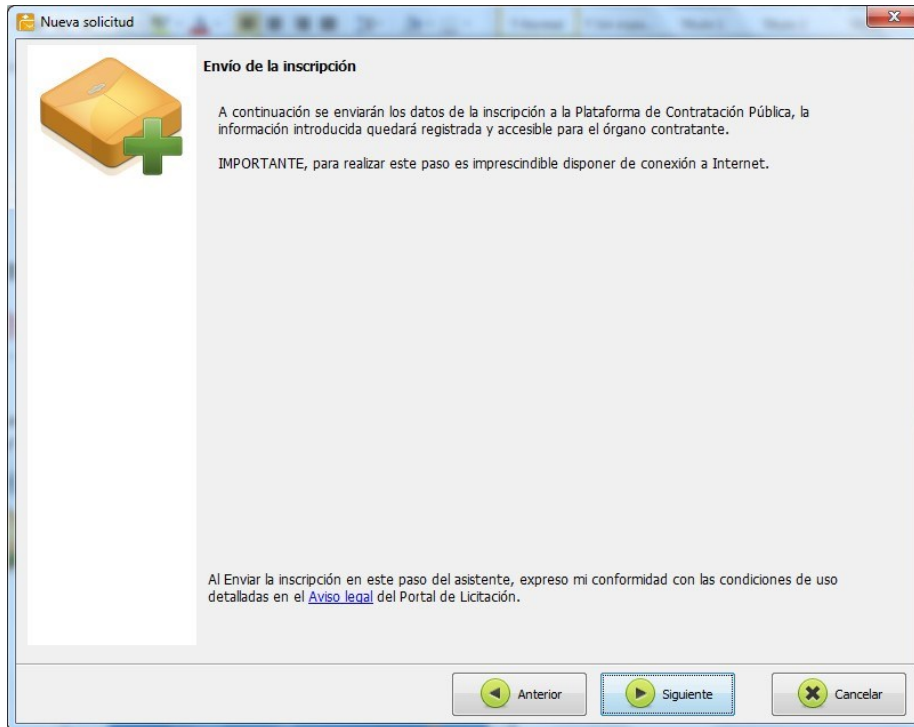 Nueva solicitud
Envío de la inscripción
A continuación se enviarán los datos de la inscripción a la Plataforma de Contratación Pública, la
información introducida quedará registrada y accesible para el órgano contratante.
IMPORTANTE, para realizar este paso es imprescindible disponer de conexión a Internet.
Al Enviar la inscripción en este paso del asistente, expreso mi conformidad con las condiciones de uso
detalladas en el Aviso legal del Portal de Licitación.
Anterior
Siguiente
Cancelar